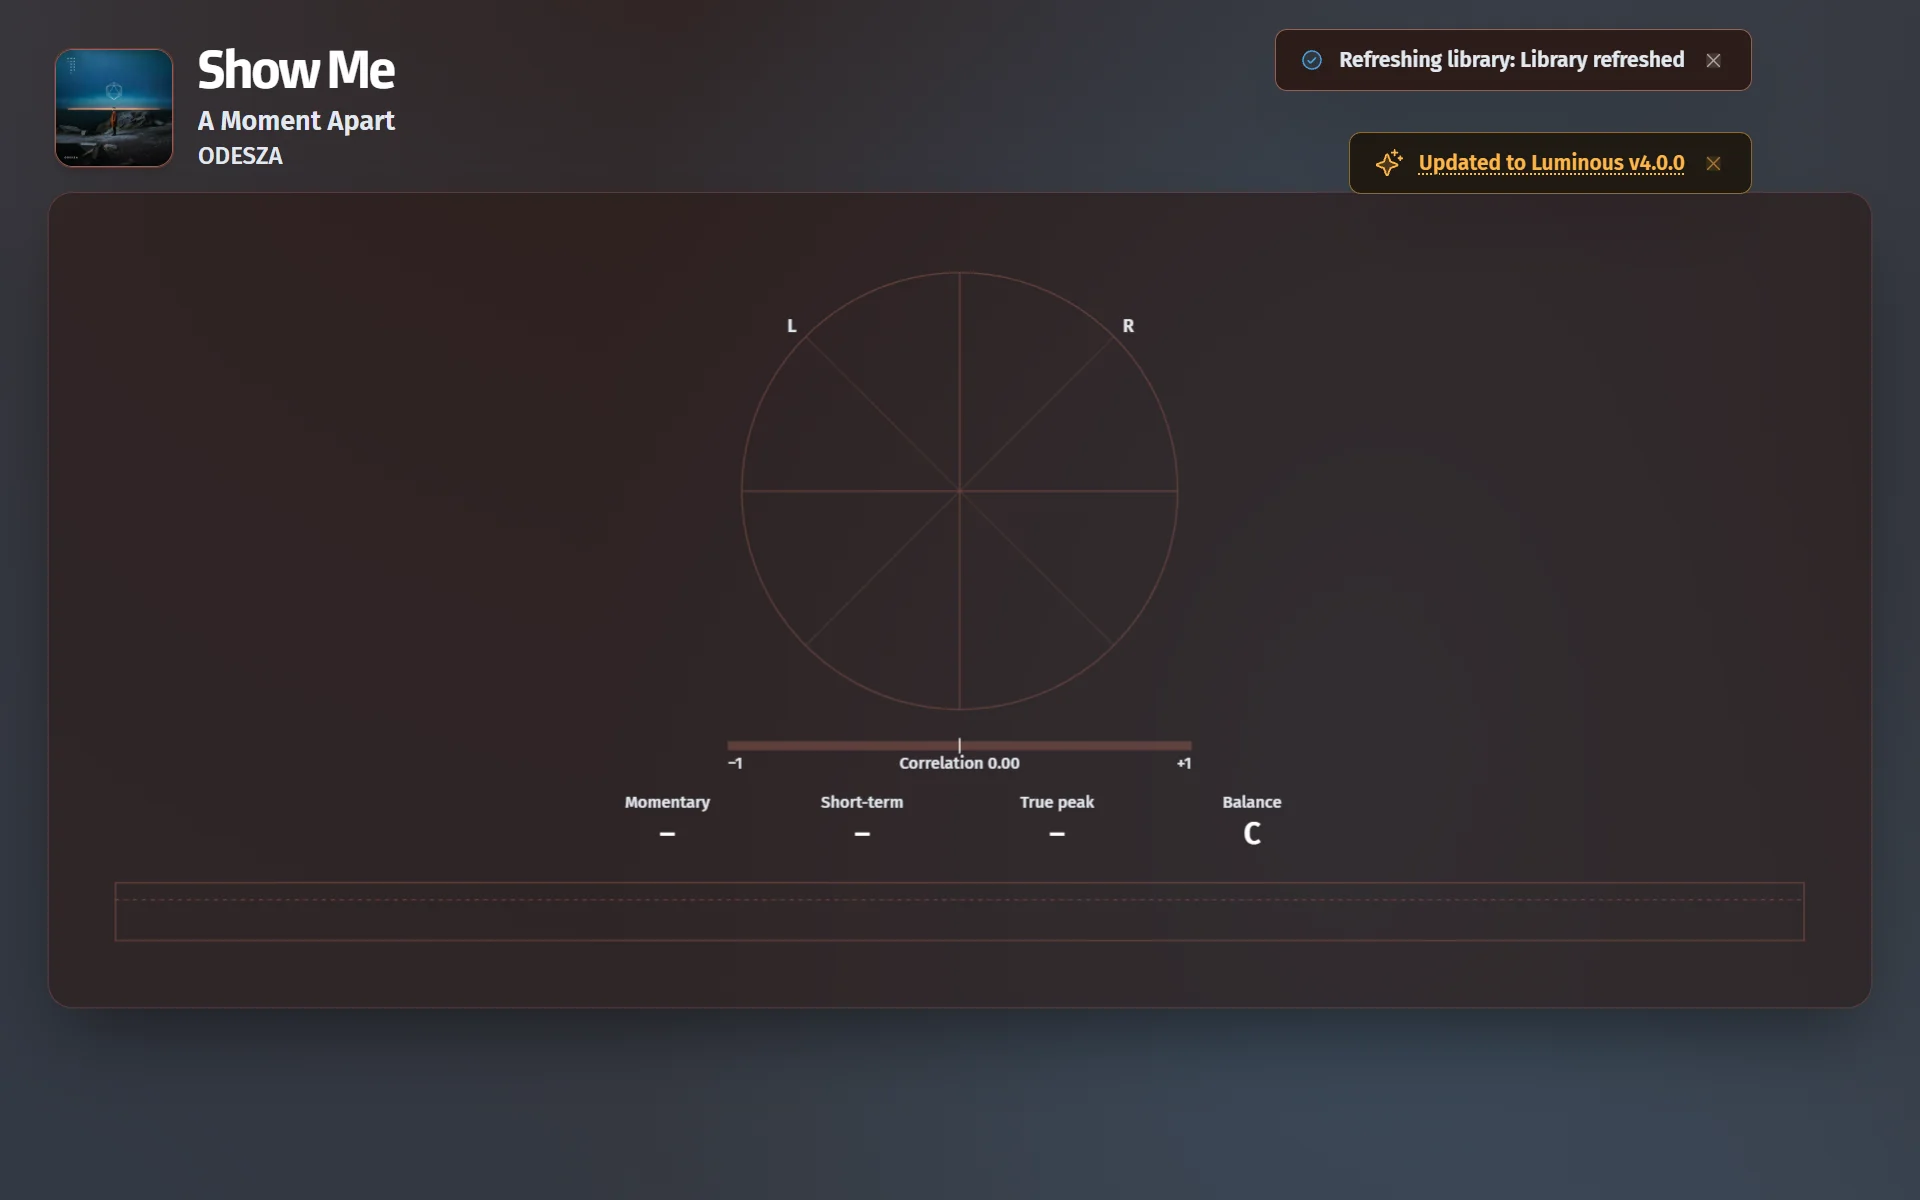 Show Me
A Moment Apart
ODESZA
Refreshing library: Library refreshed
Updated to Luminous v4.0.0
L
R
−1
Correlation 0.00
+1
Momentary
Short-term
True peak
Balance
–
–
–
C